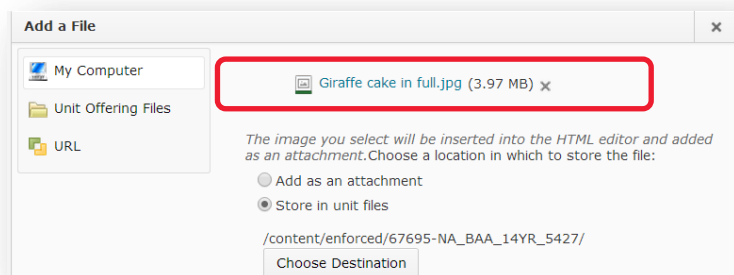 Add a File
My Computer
Unit Offering Files
URL
Giraffe cake in full.jpg (3.97 MB)
The image you select will be inserted into the HTML editor and added
as an attachment.Choose a location in which to store the file:
Add as an attachment
Store in unit files
/content/enforced/67695-NA_BAA_14YR_5427/
Choose Destination